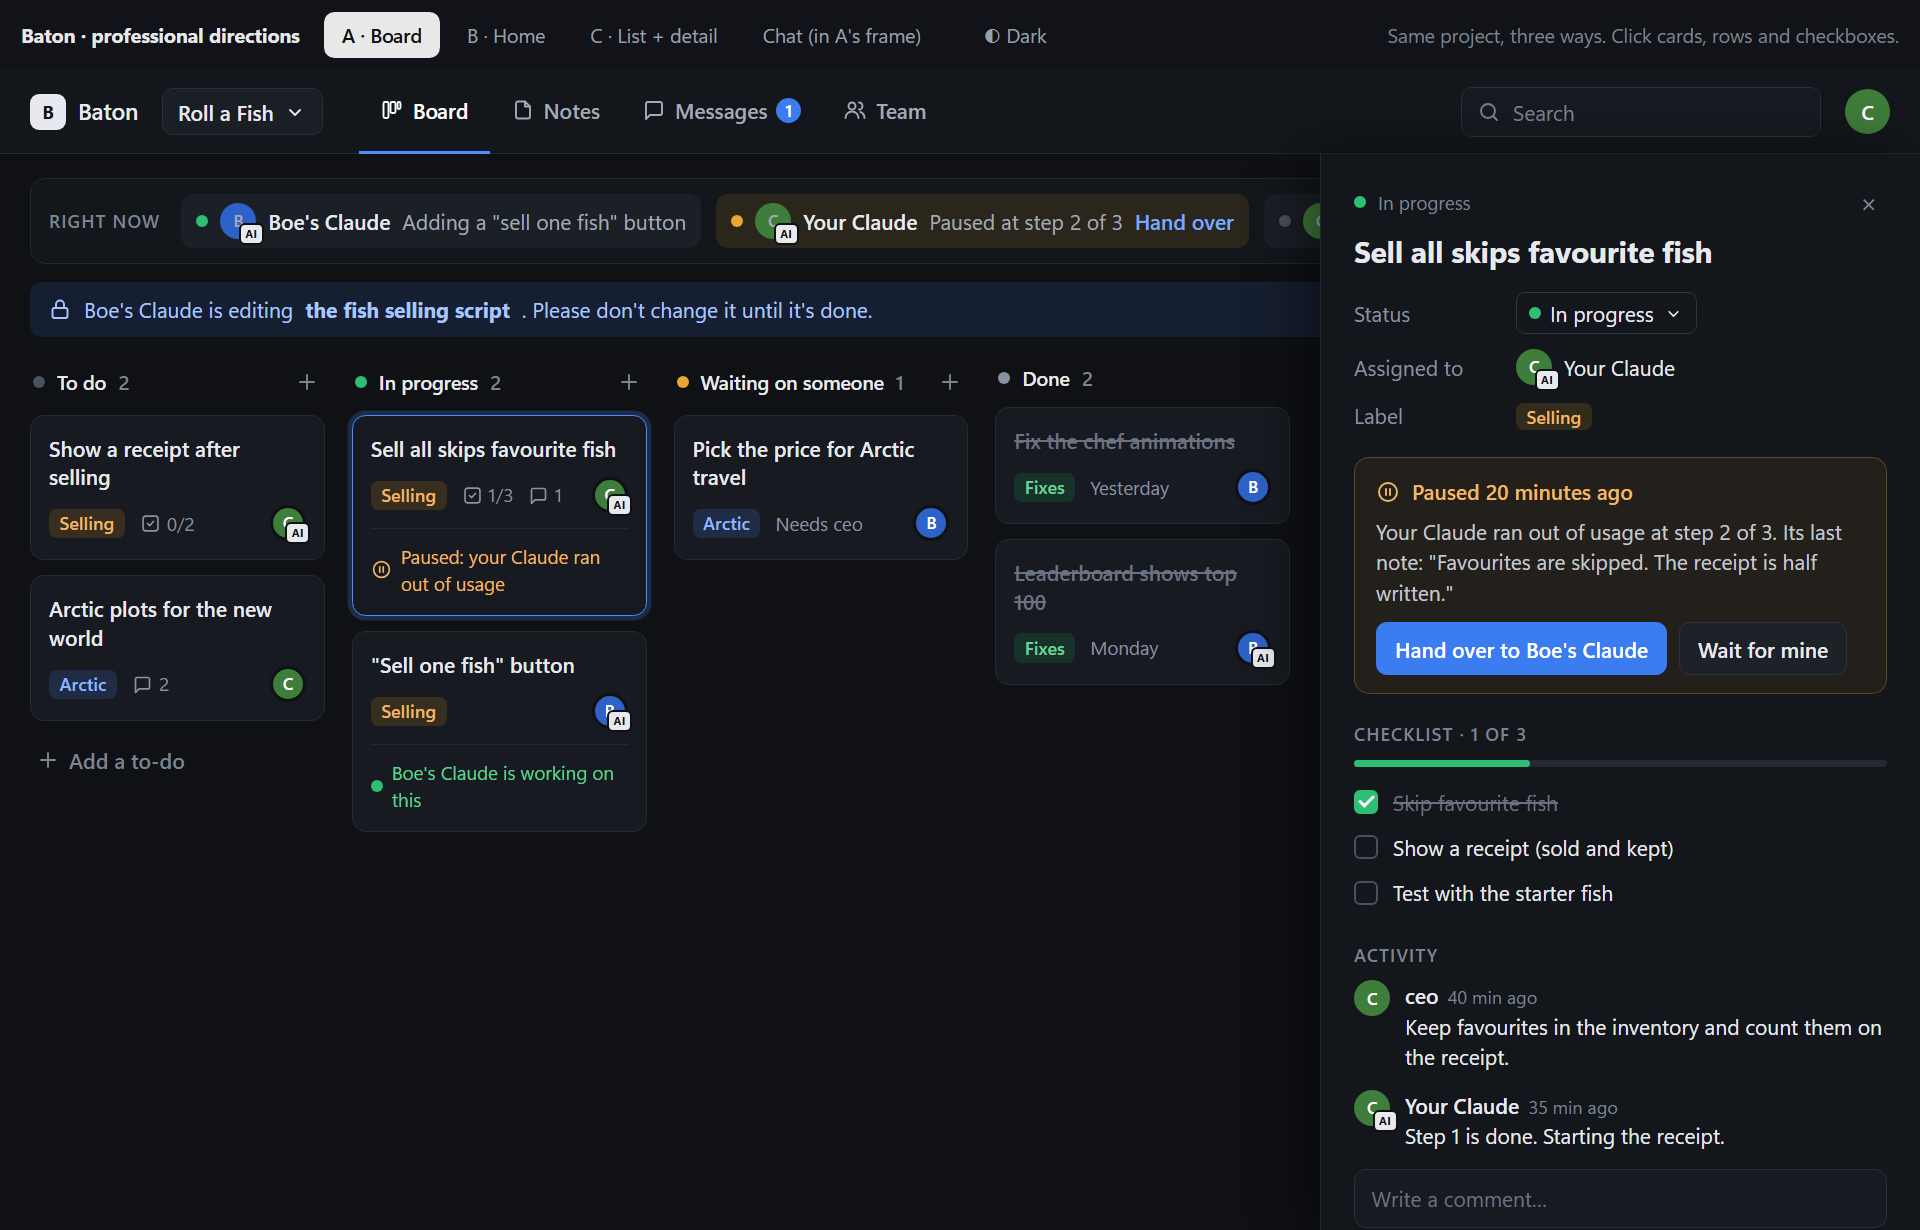 Baton · professional directions
A · Board
B · Home
C · List + detail
Chat (in A's frame)
Dark
Same project, three ways. Click cards, rows and checkboxes.
B
Baton
Roll a Fish
Board
Notes
Messages 1
Team
Search
C
RIGHT NOW
B AI Boe's Claude Adding a "sell one fish" button
C AI Your Claude Paused at step 2 of 3 Hand over
Boe's Claude is editing the fish selling script . Please don't change it until it's done.
To do 2
Show a receipt after
selling
Selling 0/2 C AI
Arctic plots for the new
world
Arctic 2 C
Add a to-do
In progress 2
Sell all skips favourite fish
Selling 1/3 1 C AI
Paused: your Claude ran
out of usage
"Sell one fish" button
Selling B AI
Boe's Claude is working on
this
Waiting on someone 1
Pick the price for Arctic
travel
Arctic Needs ceo B
Done 2
Fix the chef animations
Fixes Yesterday B
Leaderboard shows top
100
Fixes Monday B AI
In progress
Sell all skips favourite fish
Status In progress
Assigned to C AI Your Claude
Label Selling
Paused 20 minutes ago
Your Claude ran out of usage at step 2 of 3. Its last
note: "Favourites are skipped. The receipt is half
written."
Hand over to Boe's Claude
Wait for mine
CHECKLIST · 1 OF 3
Skip favourite fish
Show a receipt (sold and kept)
Test with the starter fish
ACTIVITY
C ceo 40 min ago
Keep favourites in the inventory and count them on
the receipt.
C AI Your Claude 35 min ago
Step 1 is done. Starting the receipt.
Write a comment...